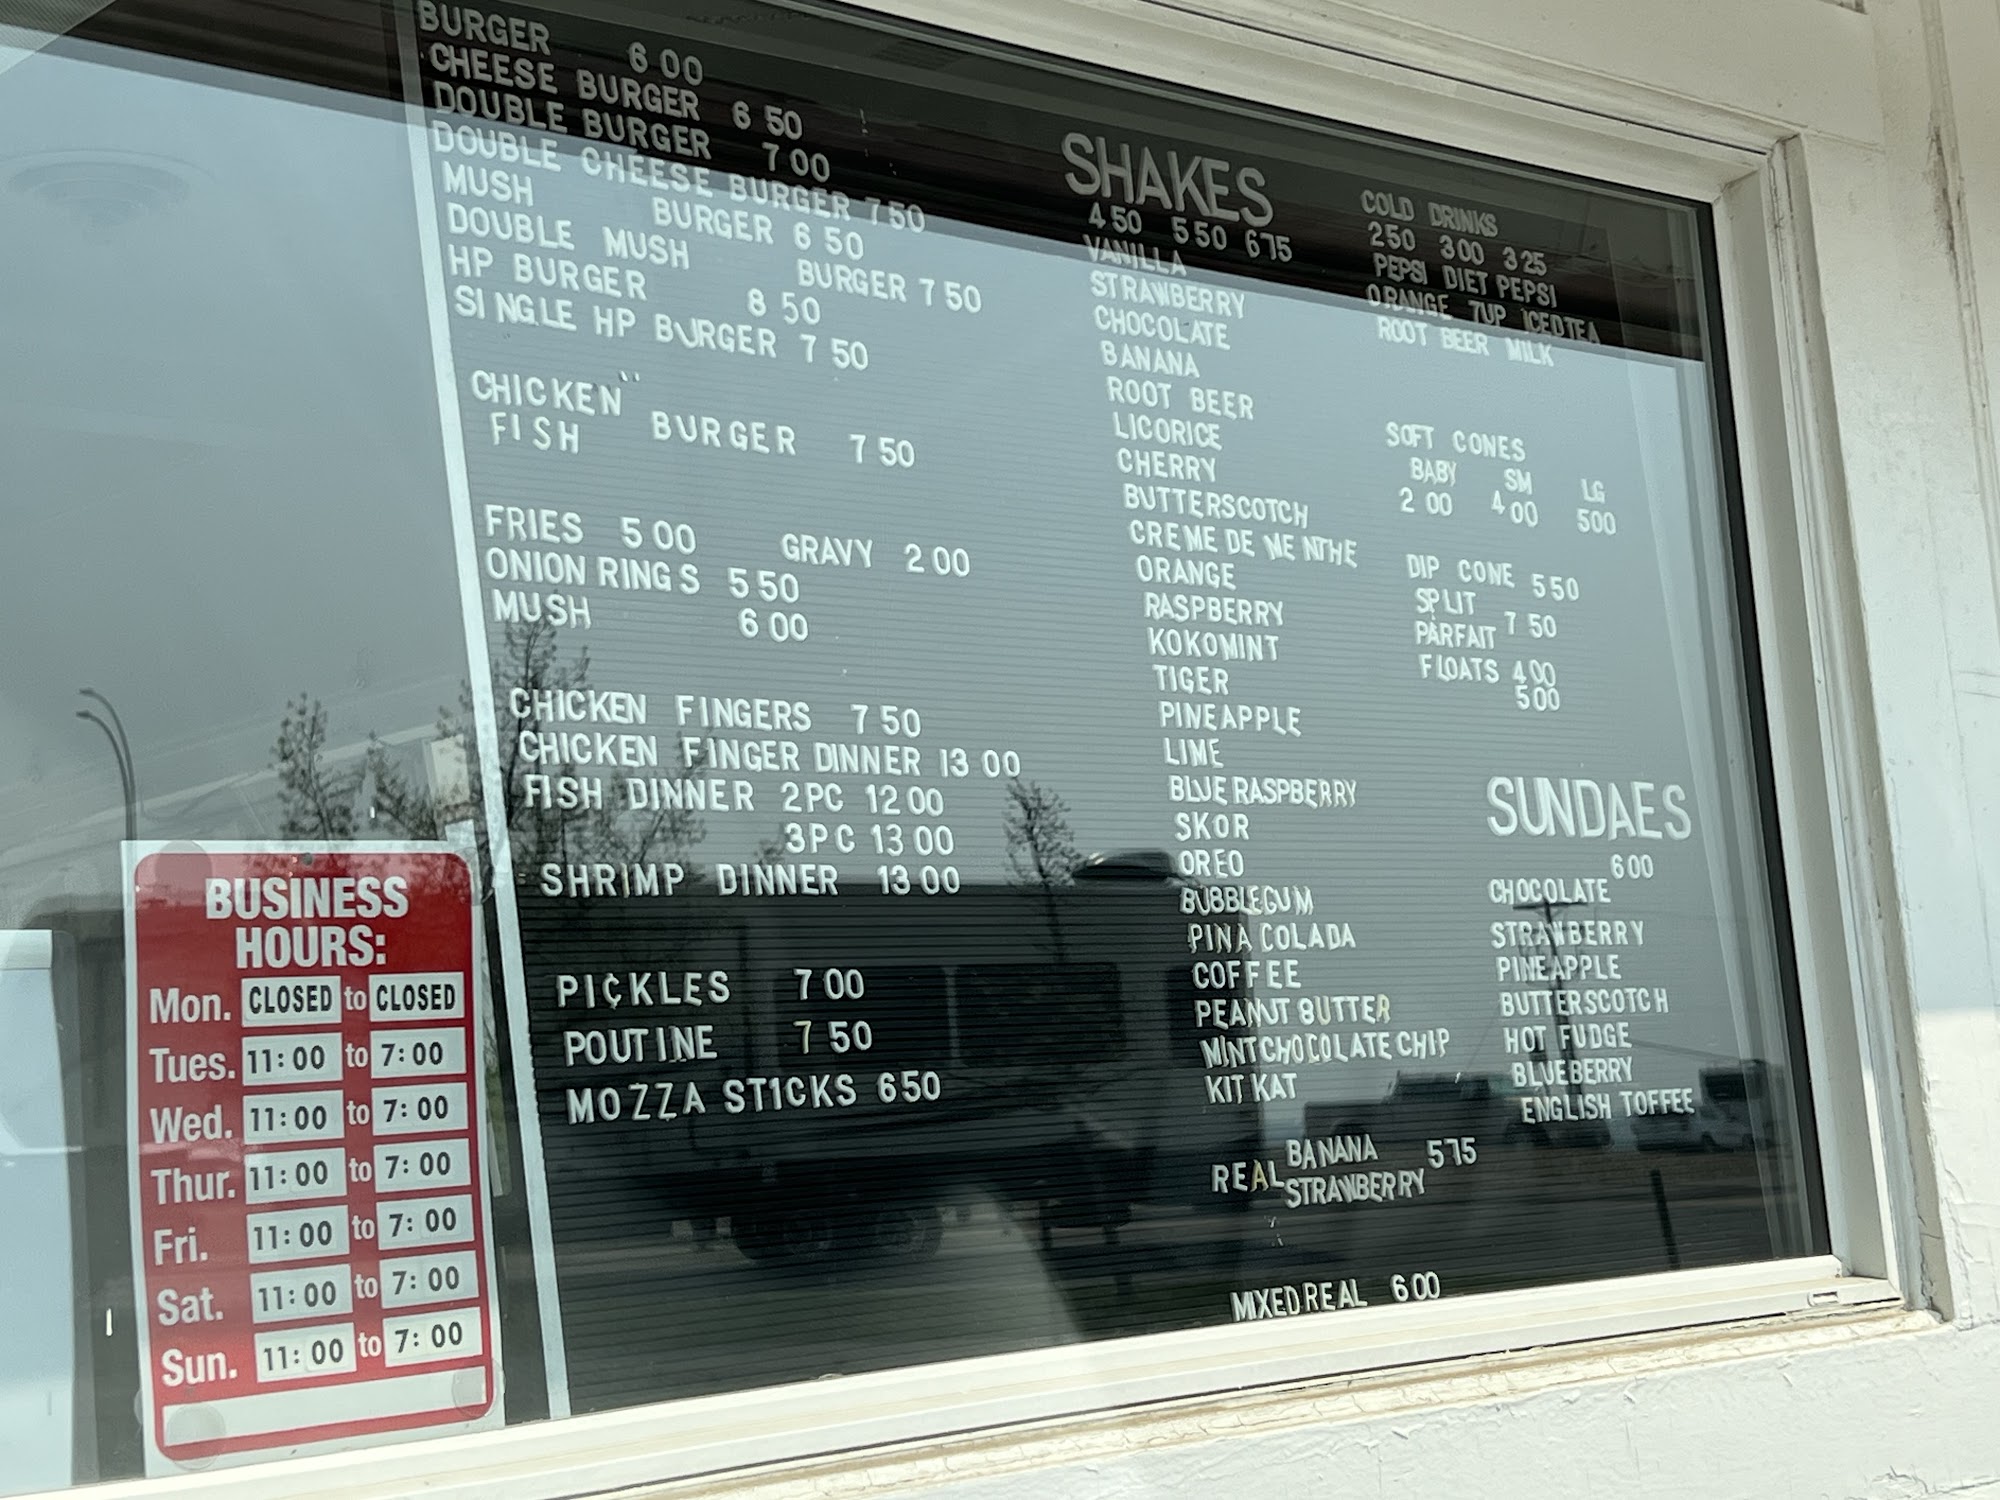 BURGER 6 00
CHEESE BURGER 6 50
DOUBLE BURGER 7 00
DOUBLE CHEESE BURGER 7 50
MUSH BURGER 6 50
DOUBLE MUSH BURGER 7 50
HP BURGER 8 50
SINGLE HP BURGER 7 50
CHICKEN"
FISH BURGER 7 50
FRIES 5 00 GRAVY 2 00
ONION RINGS 5 50
MUSH 6 00
CHICKEN FINGERS 7 50
CHICKEN FINGER DINNER 13 00
FISH DINNER 2PC 12 00
3PC 13 00
SHRIMP DINNER 13 00
PICKLES 7 00
POUTINE 7 50
MOZZA STICKS 6 50
SHAKES
4 50 5 50 6 75
VANILLA
STRAWBERRY
CHOCOLATE
BANANA
ROOT BEER
LICORICE
CHERRY
BUTTERSCOTCH
CREME DE MENTHE
ORANGE
RASPBERRY
KOKOMINT
TIGER
PINEAPPLE
LIME
BLUE RASPBERRY
SKOR
OREO
BUBBLEGUM
PINA COLADA
COFFEE
PEANUT BUTTER
MINT CHOCOLATE CHIP
KIT KAT
REAL BANANA 5 75
STRAWBERRY
MIXED REAL 6 00
COLD DRINKS
2 50 3 00 3 25
PEPSI DIET PEPSI
ORANGE 7UP ICED TEA
ROOT BEER MILK
SOFT CONES
BABY SM LG
2 00 4 00 5 00
DIP CONE 5 50
SPLIT
PARFAIT 7 50
FLOATS 4 00
5 00
SUNDAES
6 00
CHOCOLATE
STRAWBERRY
PINEAPPLE
BUTTERSCOTCH
HOT FUDGE
BLUEBERRY
ENGLISH TOFFEE
BUSINESS
HOURS:
Mon. CLOSED to CLOSED
Tues. 11:00 to 7:00
Wed. 11:00 to 7:00
Thur. 11:00 to 7:00
Fri. 11:00 to 7:00
Sat. 11:00 to 7:00
Sun. 11:00 to 7:00